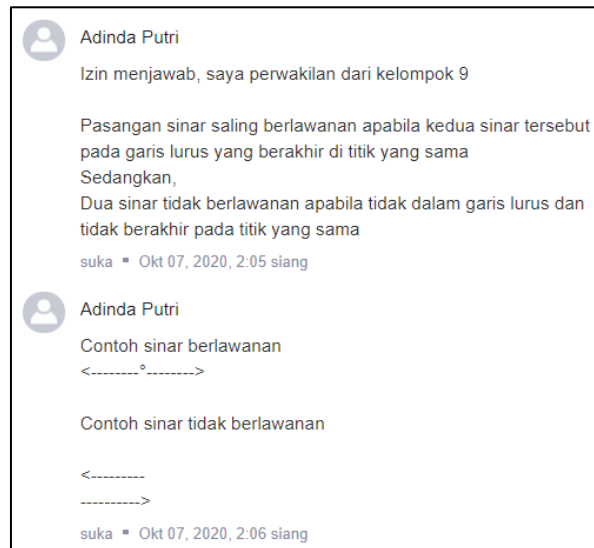 Adinda Putri
Izin menjawab, saya perwakilan dari kelompok 9
Pasangan sinar saling berlawanan apabila kedua sinar tersebut
pada garis lurus yang berakhir di titik yang sama
Sedangkan,
Dua sinar tidak berlawanan apabila tidak dalam garis lurus dan
tidak berakhir pada titik yang sama
suka ▪ Okt 07, 2020, 2:05 siang
Adinda Putri
Contoh sinar berlawanan
<--------°-------->
Contoh sinar tidak berlawanan
<---------
---------->
suka ▪ Okt 07, 2020, 2:06 siang